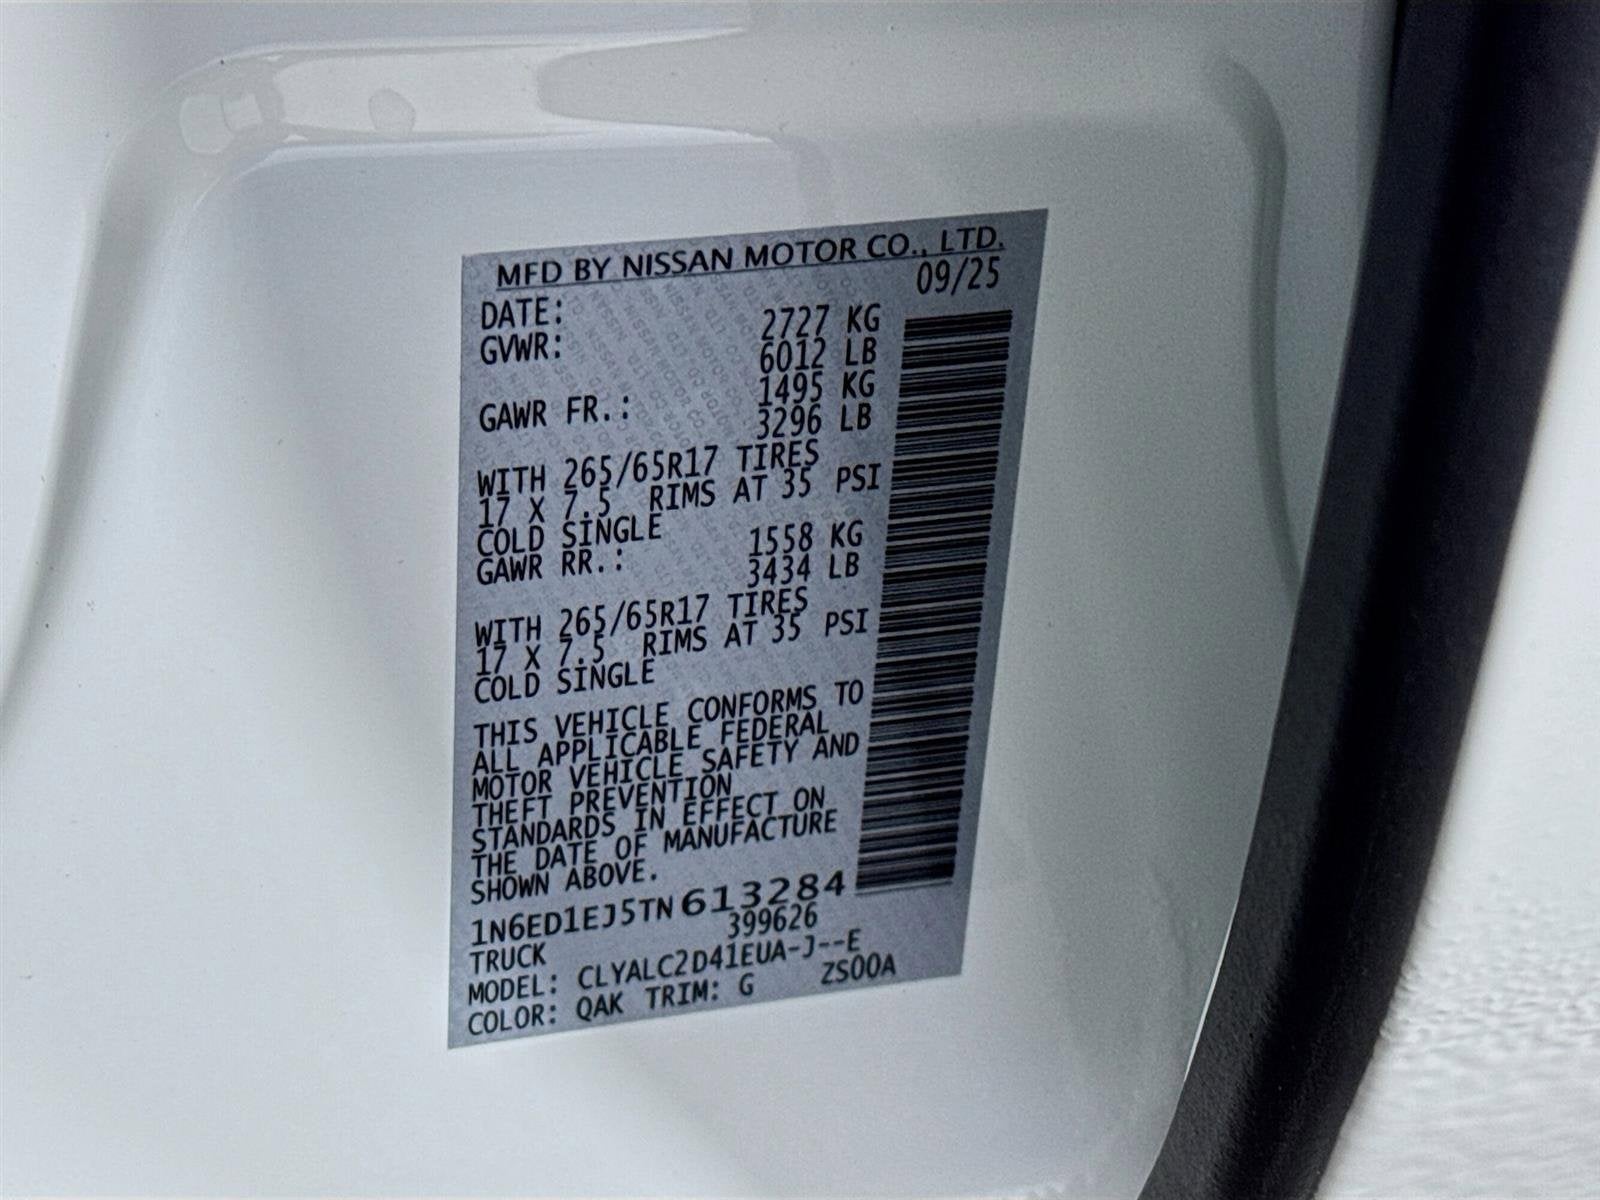 MFD BY NISSAN MOTOR CO., LTD.
DATE: 09/25
GVWR: 2727 KG
6012 LB
GAWR FR.: 1495 KG
3296 LB
WITH 265/65R17 TIRES
17 X 7.5 RIMS AT 35 PSI
COLD SINGLE
GAWR RR.: 1558 KG
3434 LB
WITH 265/65R17 TIRES
17 X 7.5 RIMS AT 35 PSI
COLD SINGLE
THIS VEHICLE CONFORMS TO
ALL APPLICABLE FEDERAL
MOTOR VEHICLE SAFETY AND
THEFT PREVENTION
STANDARDS IN EFFECT ON
THE DATE OF MANUFACTURE
SHOWN ABOVE.
1N6ED1EJ5TN613284
TRUCK 399626
MODEL: CLYALC2D41EUA-J--E
COLOR: QAK TRIM: G ZS00A